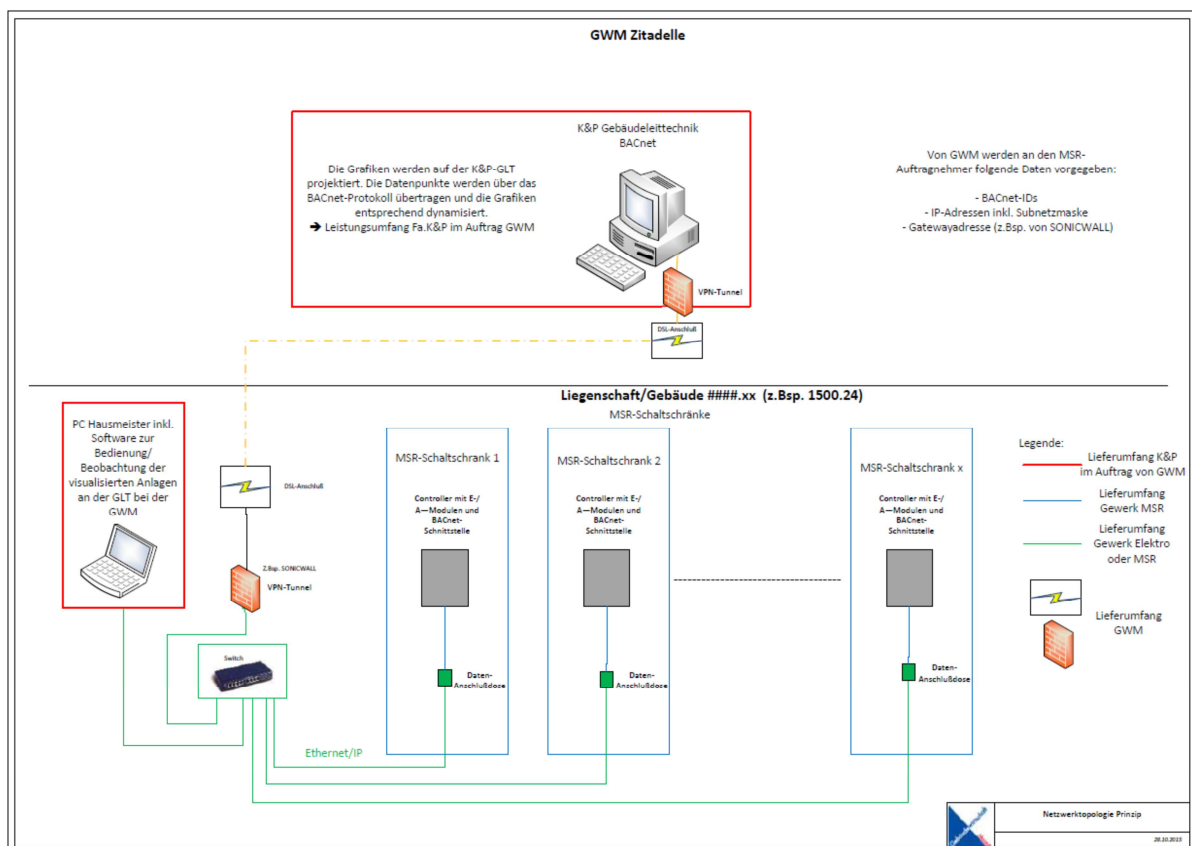 GWM Zitadelle
K&P Gebäudeleittechnik
BACnet
Die Grafiken werden auf der K&P-GLT
projektiert. Die Datenpunkte werden über das
BACnet-Protokoll übertragen und die Grafiken
entsprechend dynamisiert.
➔ Leistungsumfang Fa.K&P im Auftrag GWM
VPN-Tunnel
DSL-Anschluß
Von GWM werden an den MSR-
Auftragnehmer folgende Daten vorgegeben:
- BACnet-IDs
- IP-Adressen inkl. Subnetzmaske
- Gatewayadresse (z.Bsp. von SONICWALL)
Liegenschaft/Gebäude ####.xx (z.Bsp. 1500.24)
MSR-Schaltschränke
PC Hausmeister inkl.
Software zur
Bedienung/
Beobachtung der
visualisierten Anlagen
an der GLT bei der
GWM
DSL-Anschluß
Z.Bsp. SONICWALL
VPN-Tunnel
Switch
Ethernet/IP
MSR-Schaltschrank 1
Controller mit E-/
A—Modulen und
BACnet-
Schnittstelle
Daten-
Anschlußdose
MSR-Schaltschrank 2
Controller mit E-/
A—Modulen und
BACnet-
Schnittstelle
Daten-
Anschlußdose
MSR-Schaltschrank x
Controller mit E-/
A—Modulen und
BACnet-
Schnittstelle
Daten-
Anschlußdose
Legende:
Lieferumfang K&P
im Auftrag von GWM
Lieferumfang
Gewerk MSR
Lieferumfang
Gewerk Elektro
oder MSR
Lieferumfang
GWM
Netzwerktopologie Prinzip
28.10.2013